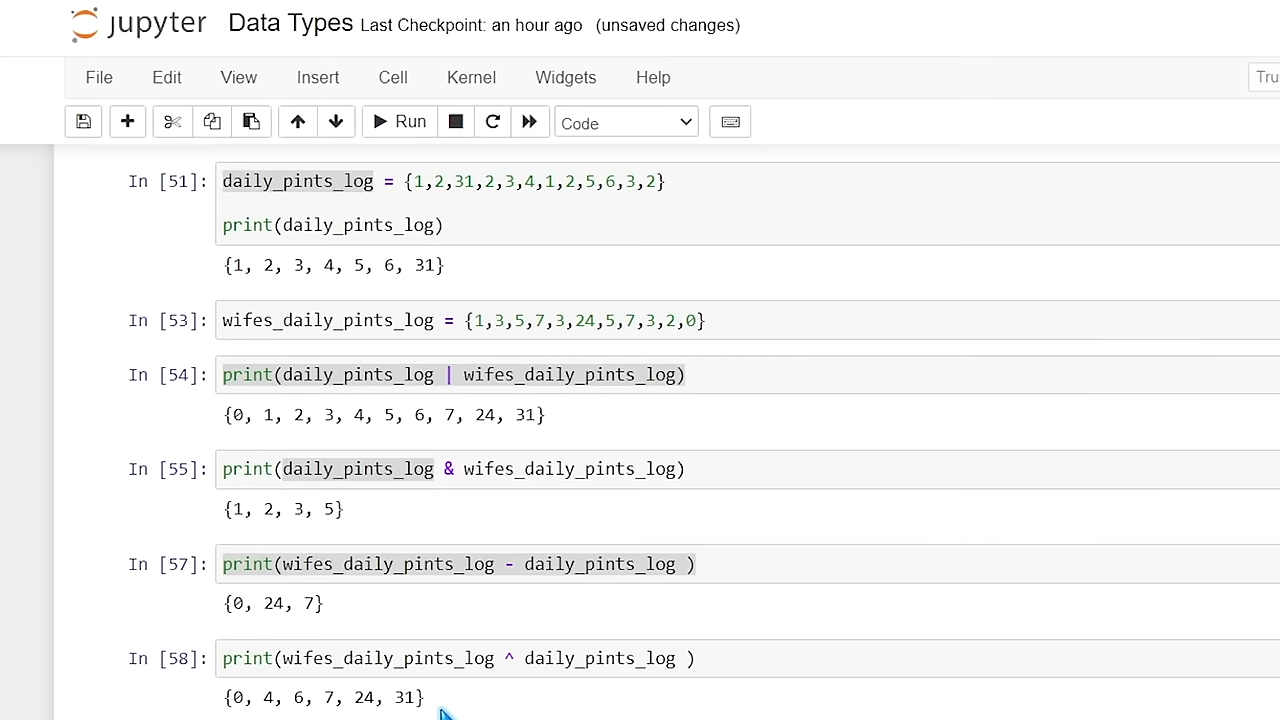 jupyter Data Types Last Checkpoint: an hour ago (unsaved changes)
File Edit View Insert Cell Kernel Widgets Help
Run Code
In [51]: daily_pints_log = {1,2,31,2,3,4,1,2,5,6,3,2}
print(daily_pints_log)
{1, 2, 3, 4, 5, 6, 31}
In [53]: wifes_daily_pints_log = {1,3,5,7,3,24,5,7,3,2,0}
In [54]: print(daily_pints_log | wifes_daily_pints_log)
{0, 1, 2, 3, 4, 5, 6, 7, 24, 31}
In [55]: print(daily_pints_log & wifes_daily_pints_log)
{1, 2, 3, 5}
In [57]: print(wifes_daily_pints_log - daily_pints_log )
{0, 24, 7}
In [58]: print(wifes_daily_pints_log ^ daily_pints_log )
{0, 4, 6, 7, 24, 31}